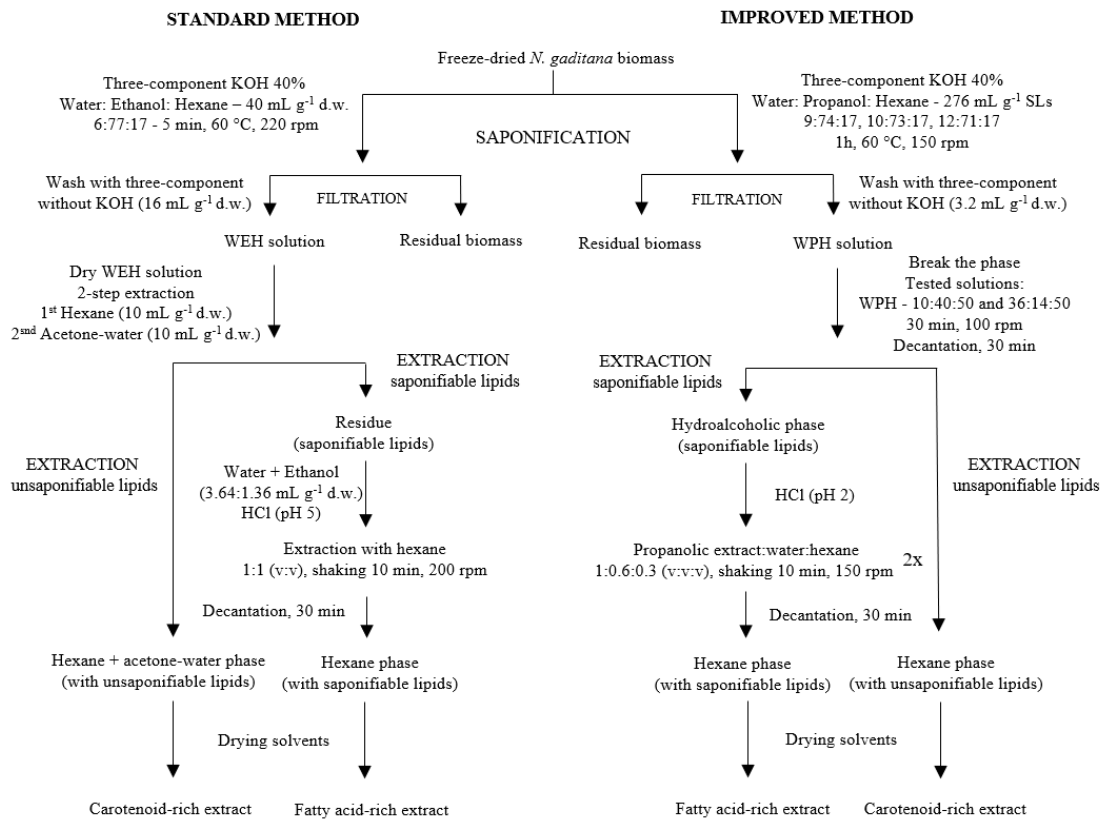 STANDARD METHOD
IMPROVED METHOD
Freeze-dried N. gaditana biomass
Three-component KOH 40%
Water: Ethanol: Hexane – 40 mL g-1 d.w.
6:77:17 - 5 min, 60 °C, 220 rpm
Three-component KOH 40%
Water: Propanol: Hexane - 276 mL g-1 SLs
9:74:17, 10:73:17, 12:71:17
1h, 60 °C, 150 rpm
SAPONIFICATION
Wash with three-component
without KOH (16 mL g-1 d.w.)
FILTRATION
FILTRATION
Wash with three-component
without KOH (3.2 mL g-1 d.w.)
WEH solution
Residual biomass
Residual biomass
WPH solution
Dry WEH solution
2-step extraction
1st Hexane (10 mL g-1 d.w.)
2snd Acetone-water (10 mL g-1 d.w.)
Break the phase
Tested solutions:
WPH - 10:40:50 and 36:14:50
30 min, 100 rpm
Decantation, 30 min
EXTRACTION
saponifiable lipids
EXTRACTION
saponifiable lipids
Residue
(saponifiable lipids)
Hydroalcoholic phase
(saponifiable lipids)
EXTRACTION
unsaponifiable lipids
Water + Ethanol
(3.64:1.36 mL g-1 d.w.)
HCl (pH 5)
HCl (pH 2)
EXTRACTION
unsaponifiable lipids
Extraction with hexane
1:1 (v:v), shaking 10 min, 200 rpm
Propanolic extract:water:hexane
1:0.6:0.3 (v:v:v), shaking 10 min, 150 rpm
2x
Decantation, 30 min
Decantation, 30 min
Hexane + acetone-water phase
(with unsaponifiable lipids)
Hexane phase
(with saponifiable lipids)
Hexane phase
(with saponifiable lipids)
Hexane phase
(with unsaponifiable lipids)
Drying solvents
Drying solvents
Carotenoid-rich extract
Fatty acid-rich extract
Fatty acid-rich extract
Carotenoid-rich extract